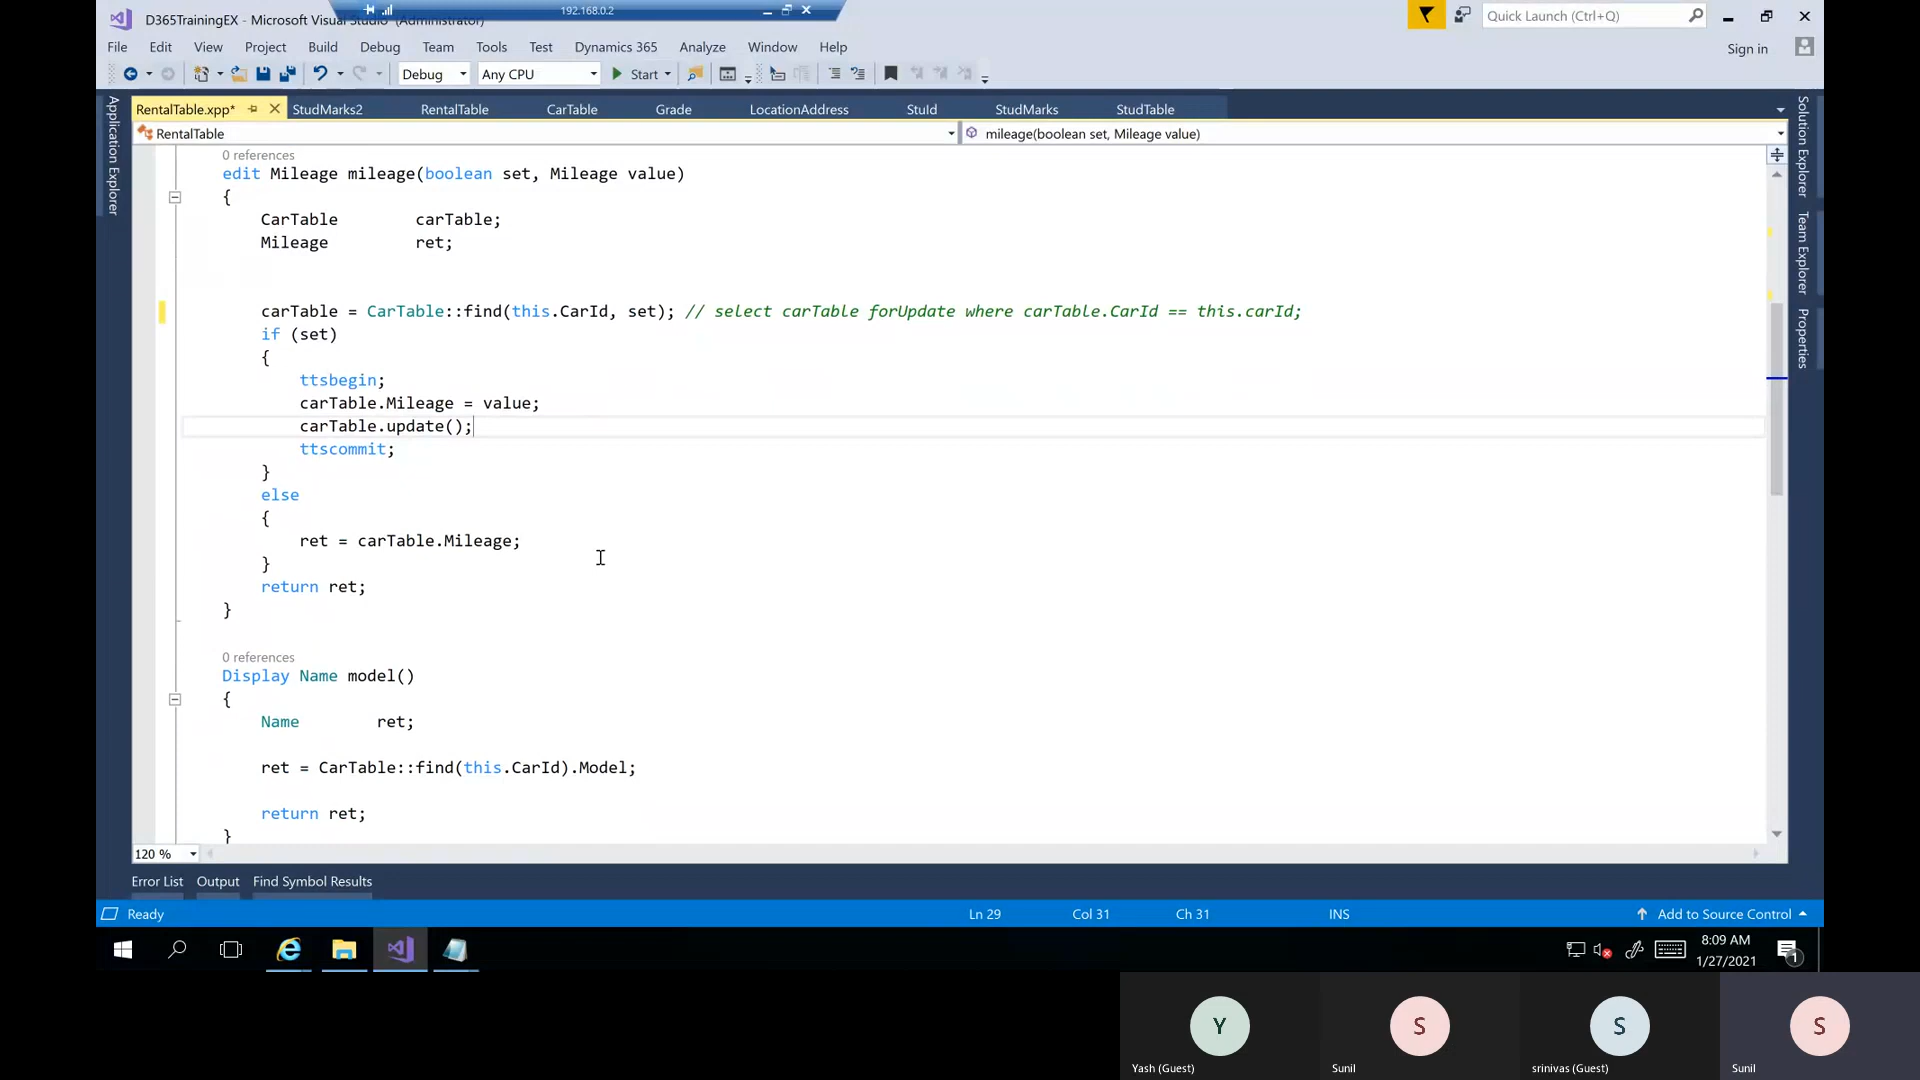 D365TrainingEX - Microsoft Visual Studio (Administrator)
192.168.0.2
Quick Launch (Ctrl+Q)
File Edit View Project Build Debug Team Tools Test Dynamics 365 Analyze Window Help
Sign in
Debug Any CPU Start
RentalTable.xpp* StudMarks2 RentalTable CarTable Grade LocationAddress StuId StudMarks StudTable
RentalTable mileage(boolean set, Mileage value)
Application Explorer
Solution Explorer
Team Explorer
Properties
0 references
edit Mileage mileage(boolean set, Mileage value)
{
CarTable carTable;
Mileage ret;
carTable = CarTable::find(this.CarId, set); // select carTable forUpdate where carTable.CarId == this.carId;
if (set)
{
ttsbegin;
carTable.Mileage = value;
carTable.update();
ttscommit;
}
else
{
ret = carTable.Mileage;
}
return ret;
}
0 references
Display Name model()
{
Name ret;
ret = CarTable::find(this.CarId).Model;
return ret;
}
120 %
Error List Output Find Symbol Results
Ready Ln 29 Col 31 Ch 31 INS Add to Source Control
8:09 AM
1/27/2021
1
Y S S S
Yash (Guest) Sunil srinivas (Guest) Sunil